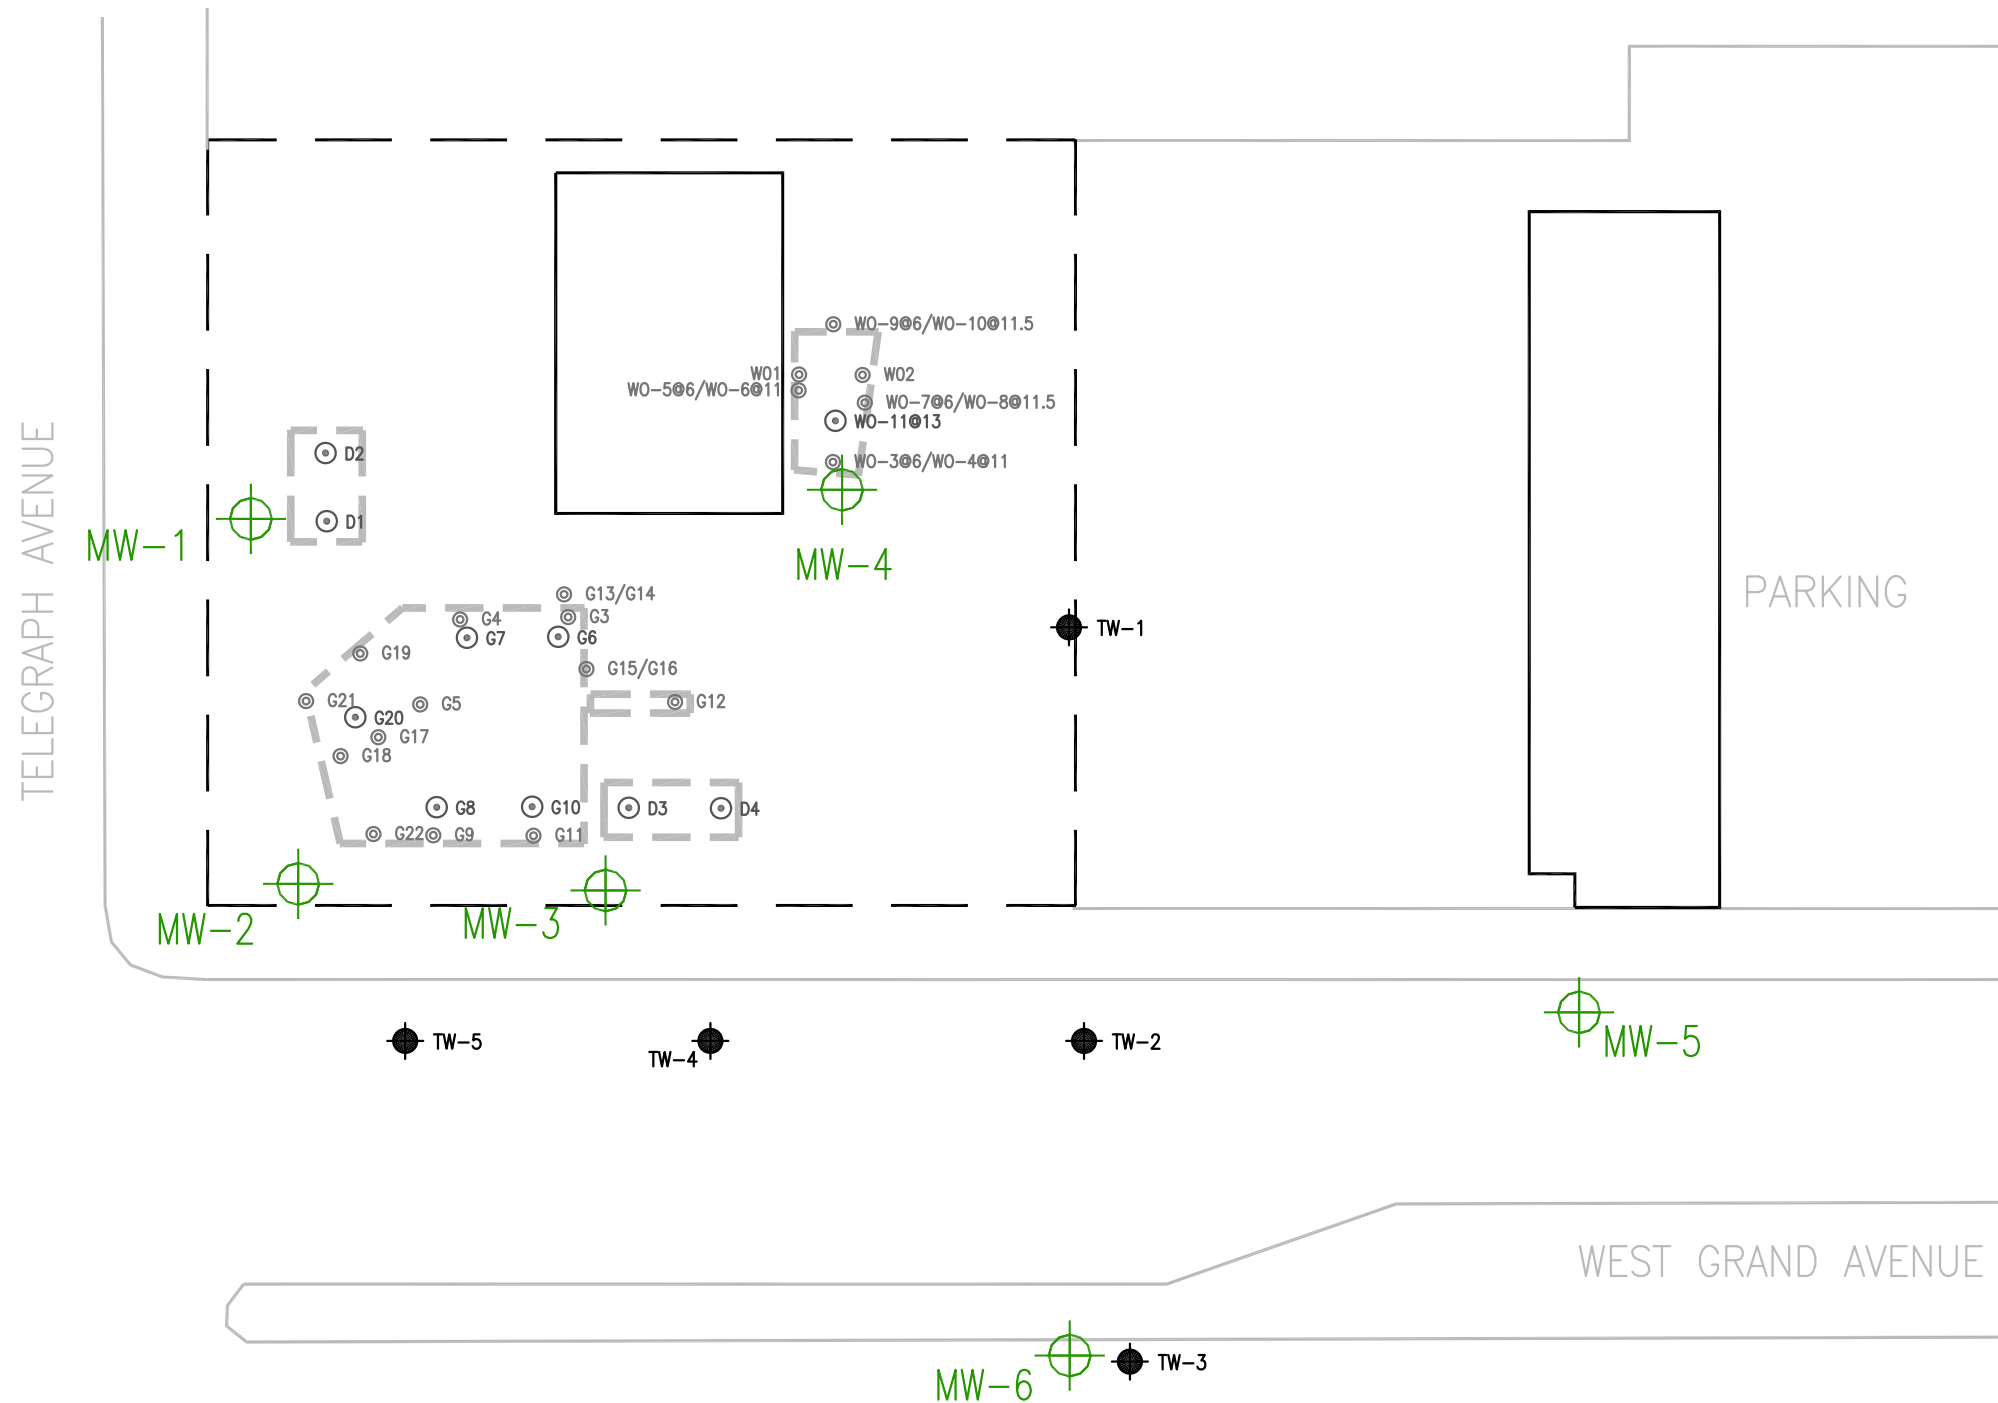 WO-9@6/WO-10@11.5
WO1
WO2
WO-5@6/WO-6@11
WO-7@6/WO-8@11.5
WO-11@13
D2
WO-3@6/WO-4@11
D1
MW-1
MW-4
TELEGRAPH AVENUE
G13/G14
PARKING
G4
G3
TW-1
G7
G6
G19
G15/G16
G21
G5
G12
G20
G17
G18
G8
G10
D3
D4
G22
G9
G11
MW-2
MW-3
TW-5
TW-4
TW-2
MW-5
WEST GRAND AVENUE
TW-3
MW-6